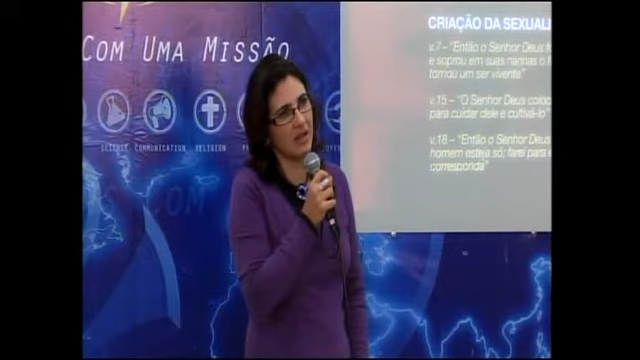 COM UMA MISSÃO
SCIENCE COMMUNICATION RELIGION
CRIAÇÃO DA SEXUALI
v.7 – "Então o Senhor Deus fo
e soprou em suas narinas o f
tornou um ser vivente"
v.15 – "O Senhor Deus coloc
para cuidar dele e cultivá-lo"
v.18 – "Então o Senhor Deus
homem esteja só; farei para e
corresponda"